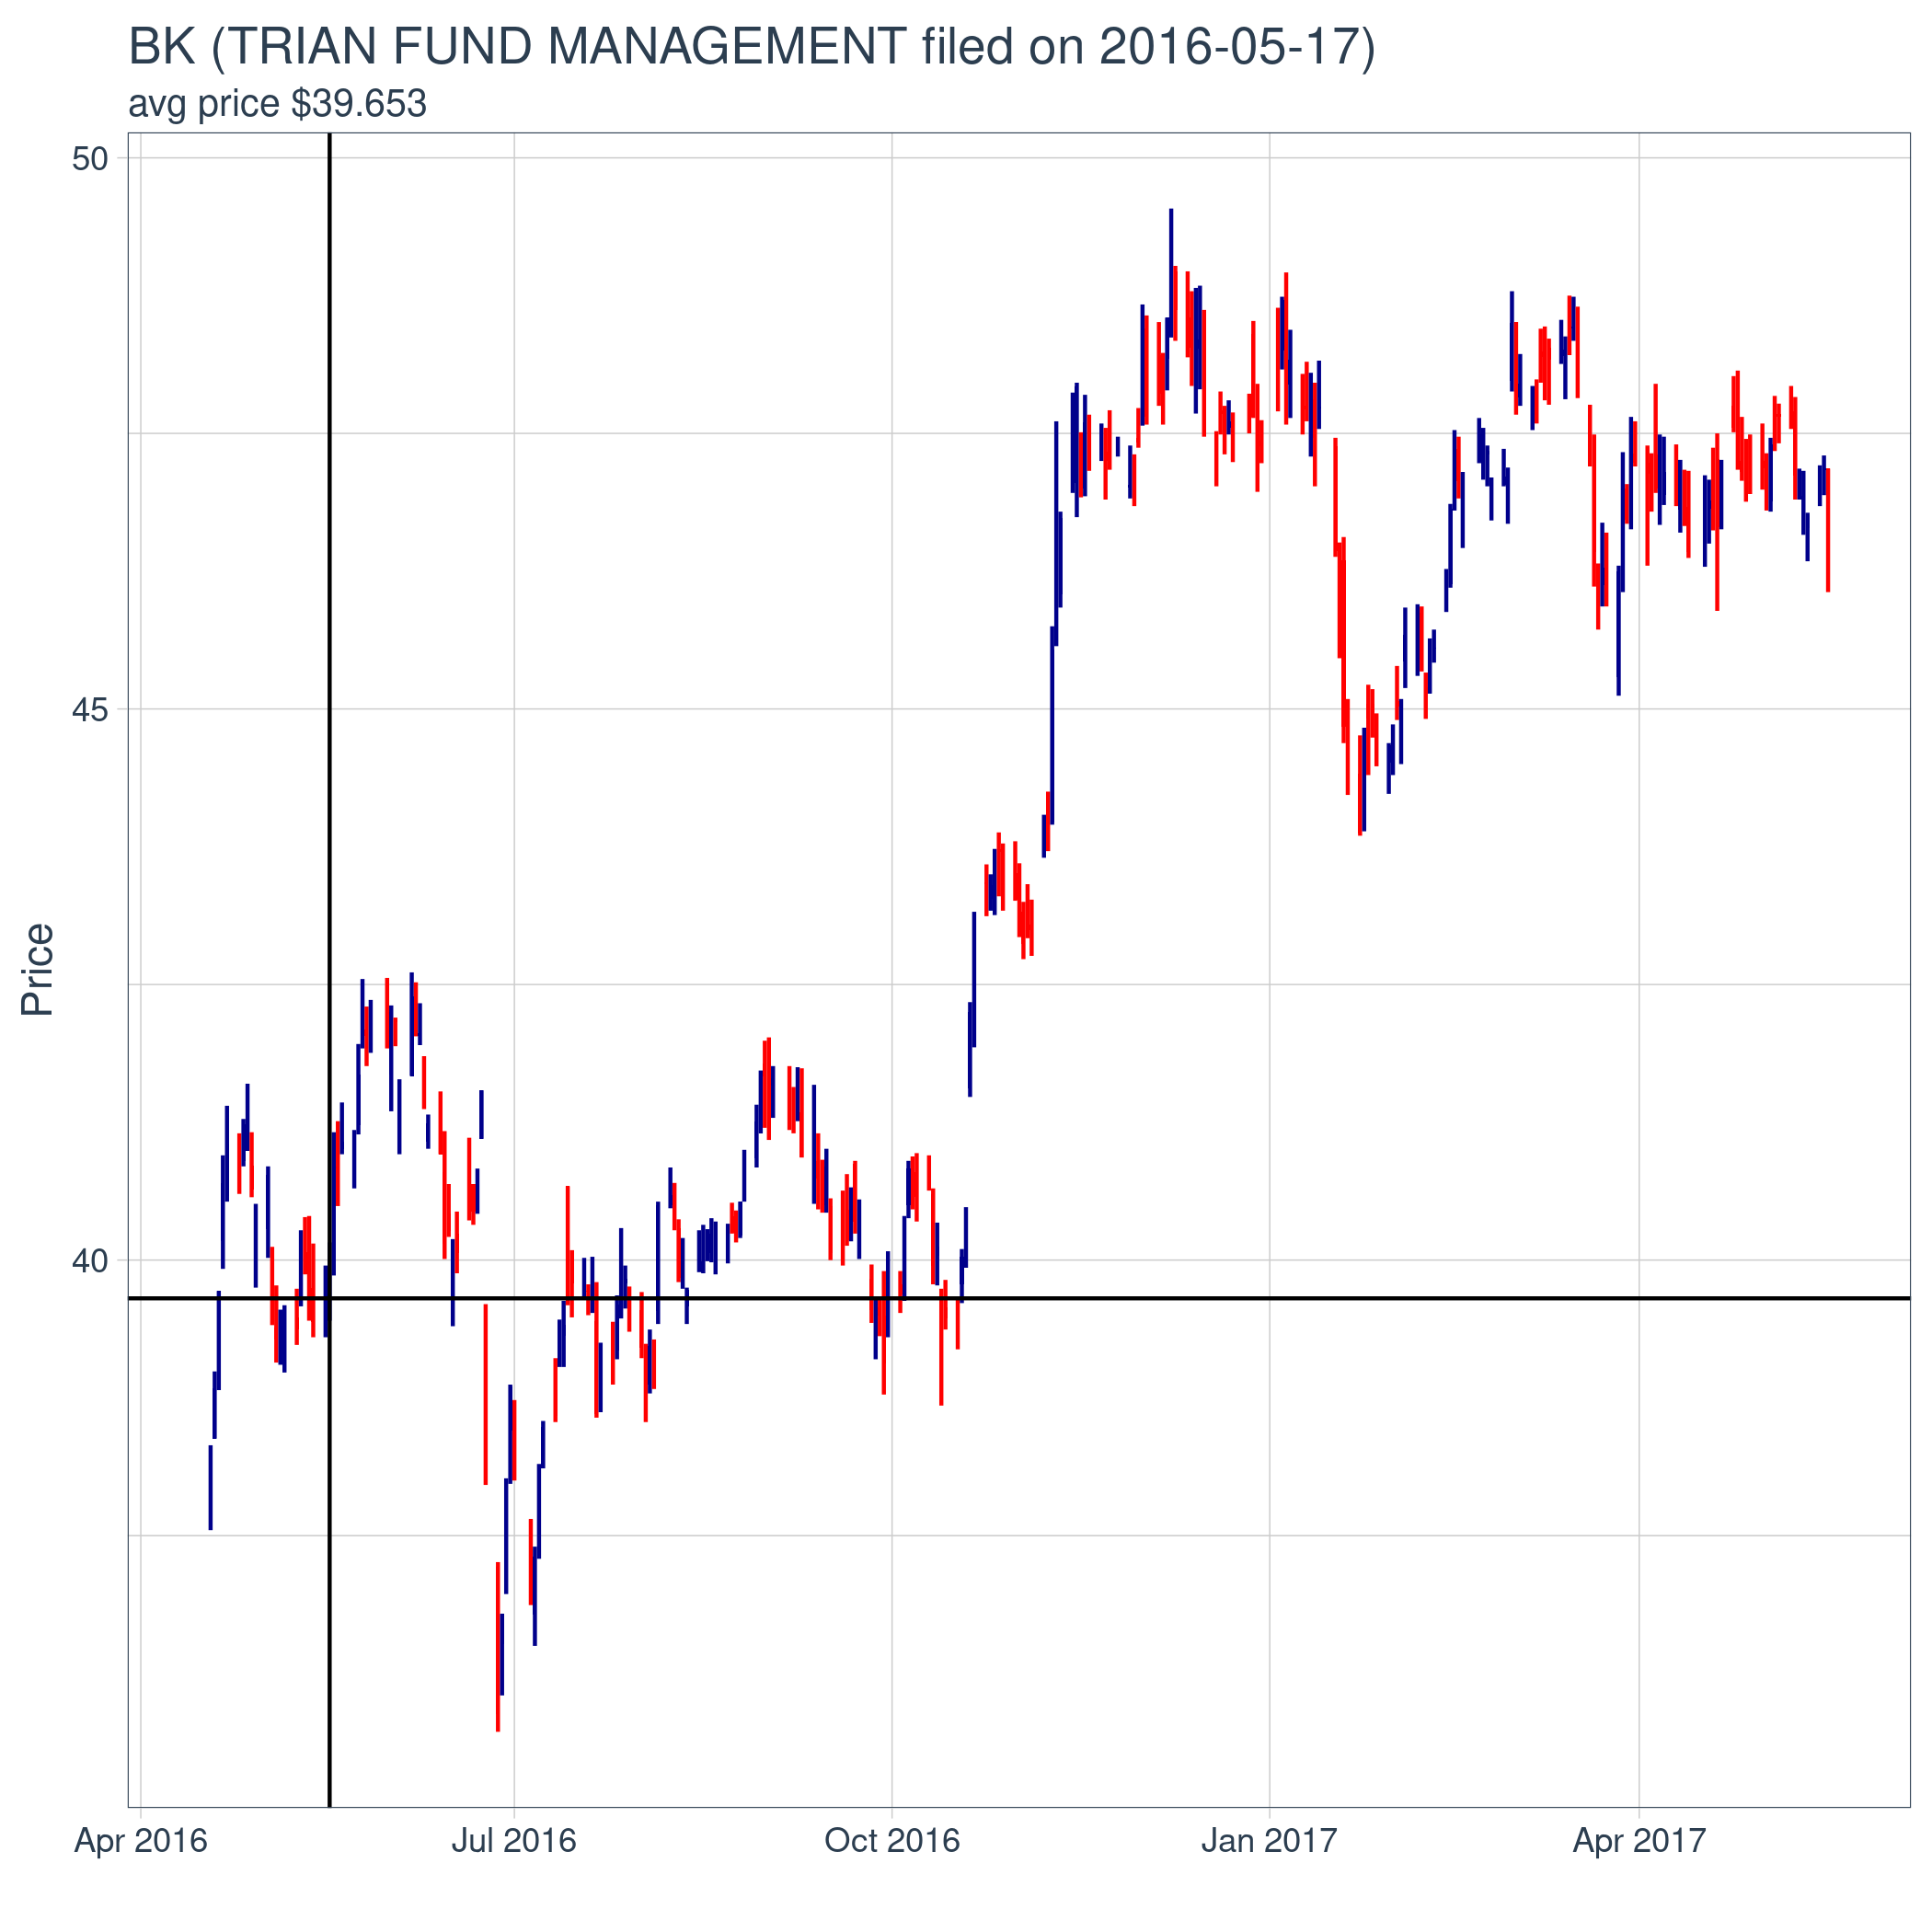 BK (TRIAN FUND MANAGEMENT filed on 2016-05-17)
avg price $39.653
50
45
40
Price
Apr 2016
Jul 2016
Oct 2016
Jan 2017
Apr 2017